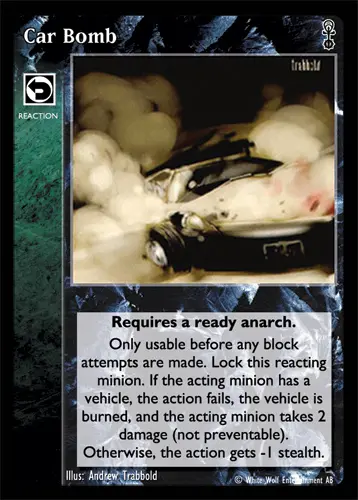 Car Bomb
Trabbold
REACTION
Requires a ready anarch.
Only usable before any block
attempts are made. Lock this reacting
minion. If the acting minion has a
vehicle, the action fails, the vehicle is
burned, and the acting minion takes 2
damage (not preventable).
Otherwise, the action gets -1 stealth.
Illus: Andrew Trabbold
© White Wolf Entertainment AB